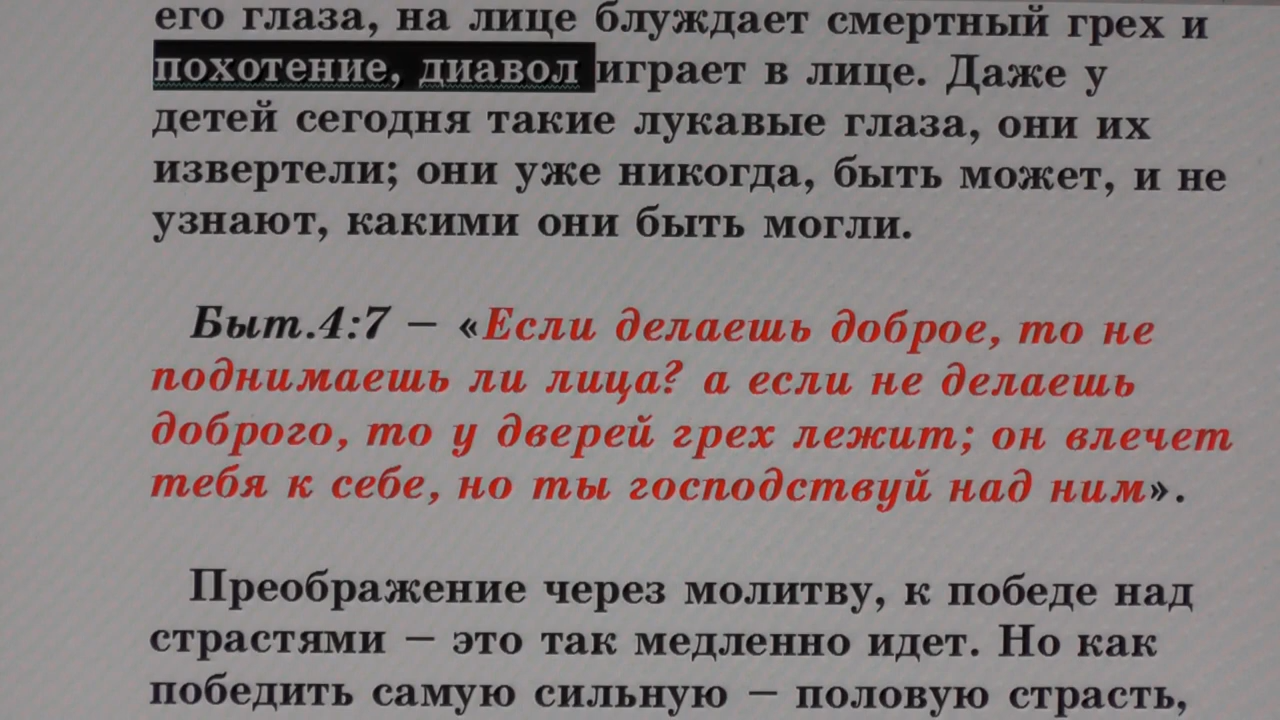 его глаза, на лице блуждает смертный грех и
похотение, диавол играет в лице. Даже у
детей сегодня такие лукавые глаза, они их
извертели; они уже никогда, быть может, и не
узнают, какими они быть могли.
Быт.4:7 – «Если делаешь доброе, то не
поднимаешь ли лица? а если не делаешь
доброго, то у дверей грех лежит; он влечет
тебя к себе, но ты господствуй над ним».
Преображение через молитву, к победе над
страстями – это так медленно идет. Но как
победить самую сильную – половую страсть,